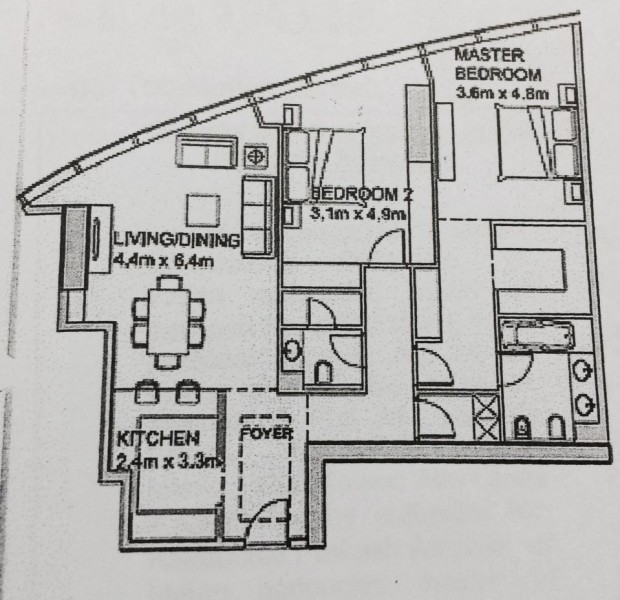 MASTER
BEDROOM
3.6m x 4.8m
BEDROOM 2
3,1m x 4,9m
LIVING/DINING
4,4m x 6,4m
KITCHEN
2,4m x 3.3m
FOYER